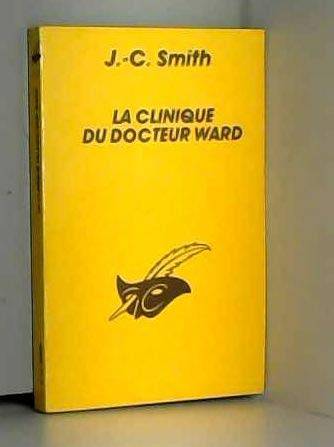 J.-C. Smith
LA CLINIQUE
DU DOCTEUR WARD